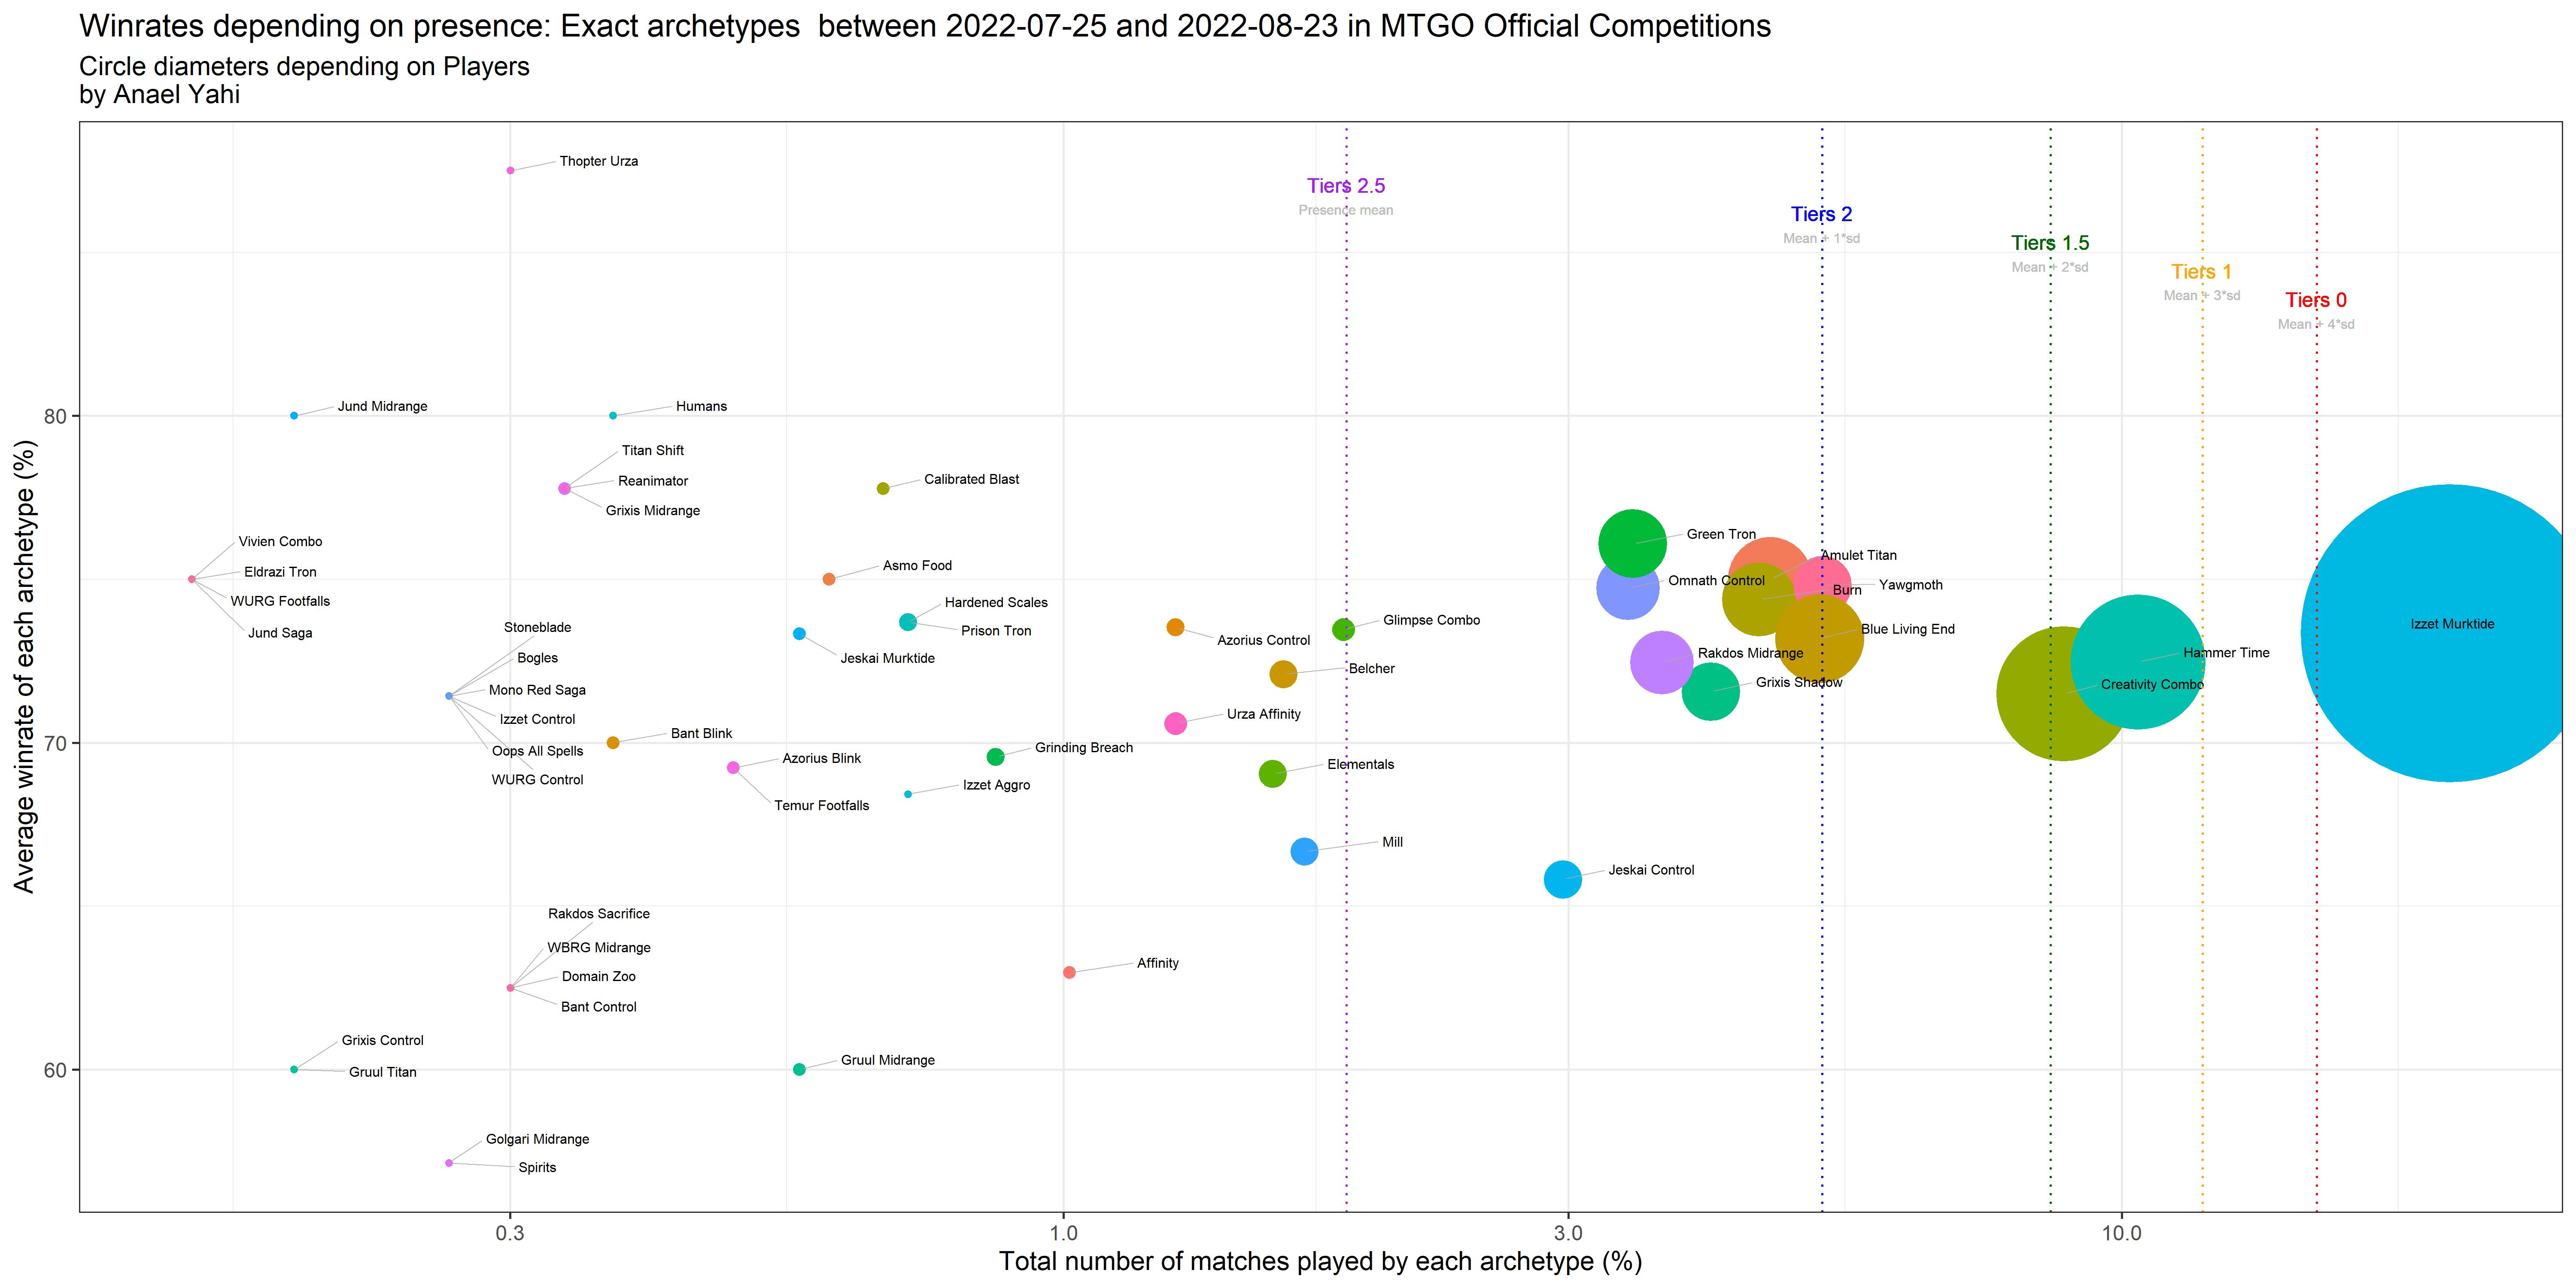 Winrates depending on presence: Exact archetypes  between 2022-07-25 and 2022-08-23 in MTGO Official Competitions
Circle diameters depending on Players
by Anael Yahi
Thopter Urza
Tiers 2.5
Presence mean
Tiers 2
Mean + 1*sd
Tiers 1.5
Mean + 2*sd
Tiers 1
Mean + 3*sd
Tiers 0
Mean + 4*sd
80
Jund Midrange
Humans
Titan Shift
Reanimator
Grixis Midrange
Calibrated Blast
Vivien Combo
Eldrazi Tron
WURG Footfalls
Jund Saga
Asmo Food
Hardened Scales
Prison Tron
Jeskai Murktide
Stoneblade
Bogles
Mono Red Saga
Izzet Control
Oops All Spells
WURG Control
Azorius Control
Glimpse Combo
Belcher
Urza Affinity
Green Tron
Omnath Control
Amulet Titan
Burn
Yawgmoth
Blue Living End
Rakdos Midrange
Grixis Shadow
Izzet Murktide
Hammer Time
Creativity Combo
70
Bant Blink
Azorius Blink
Temur Footfalls
Grinding Breach
Izzet Aggro
Elementals
Mill
Jeskai Control
Rakdos Sacrifice
WBRG Midrange
Domain Zoo
Bant Control
Affinity
60
Grixis Control
Gruul Titan
Gruul Midrange
Golgari Midrange
Spirits
Average winrate of each archetype (%)
0.3
1.0
3.0
10.0
Total number of matches played by each archetype (%)